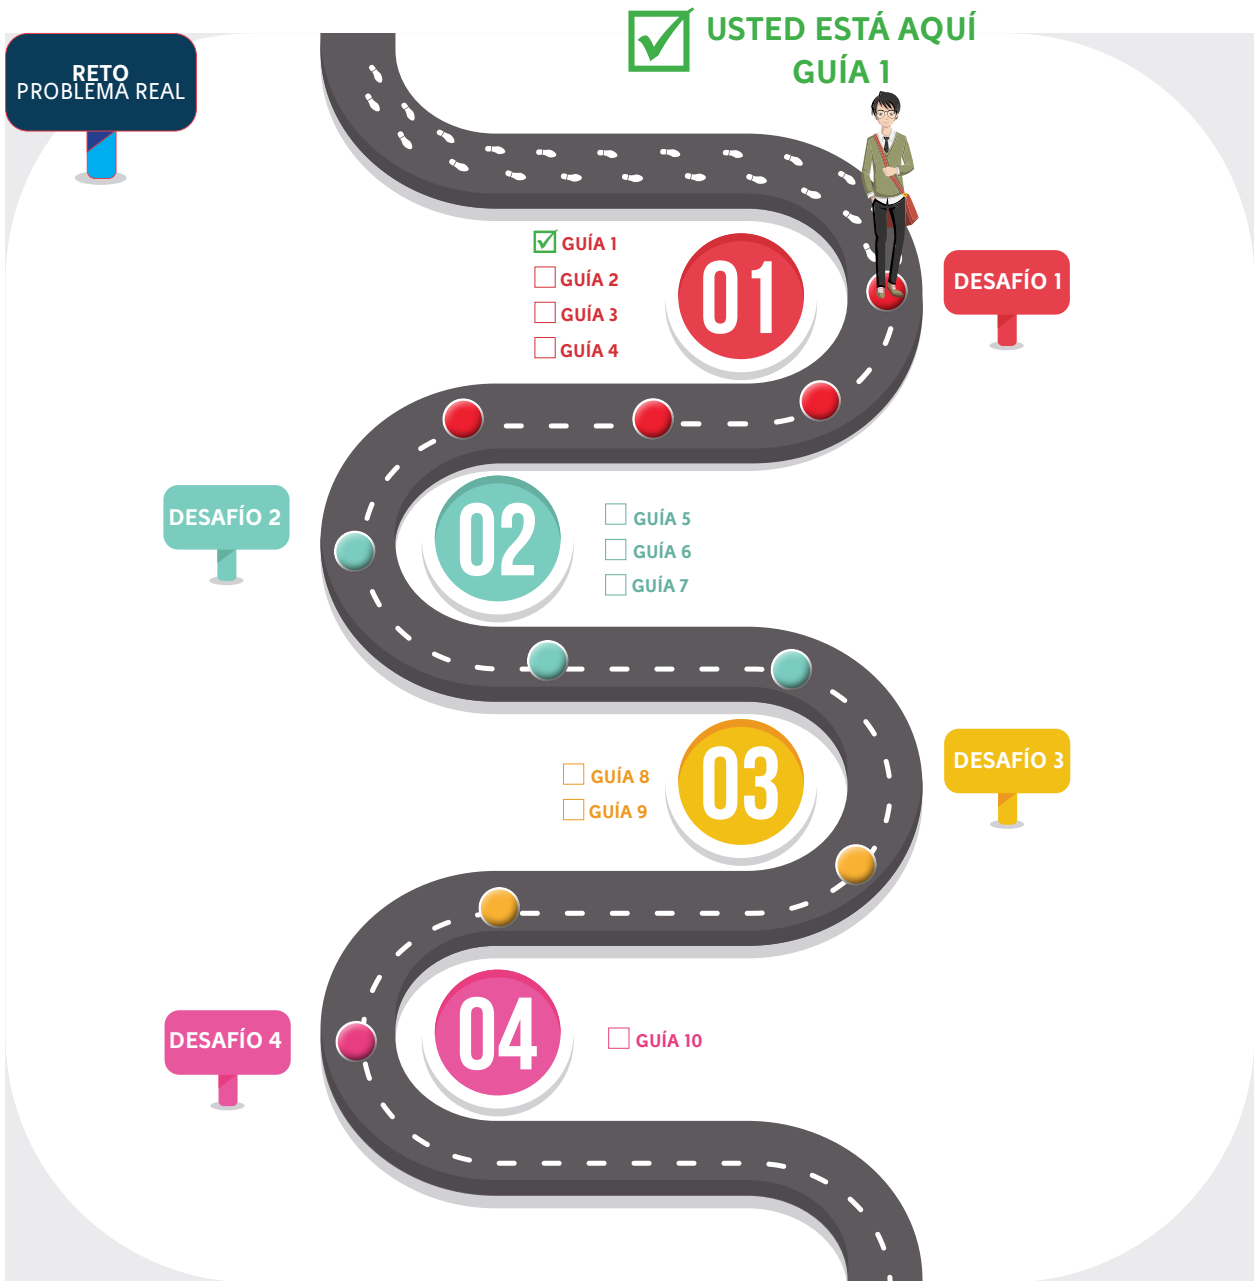 USTED ESTÁ AQUÍ
GUÍA 1
RETO
PROBLEMA REAL
GUÍA 1
GUÍA 2
GUÍA 3
GUÍA 4
01
DESAFÍO 1
DESAFÍO 2
02
GUÍA 5
GUÍA 6
GUÍA 7
GUÍA 8
GUÍA 9
03
DESAFÍO 3
DESAFÍO 4
04
GUÍA 10